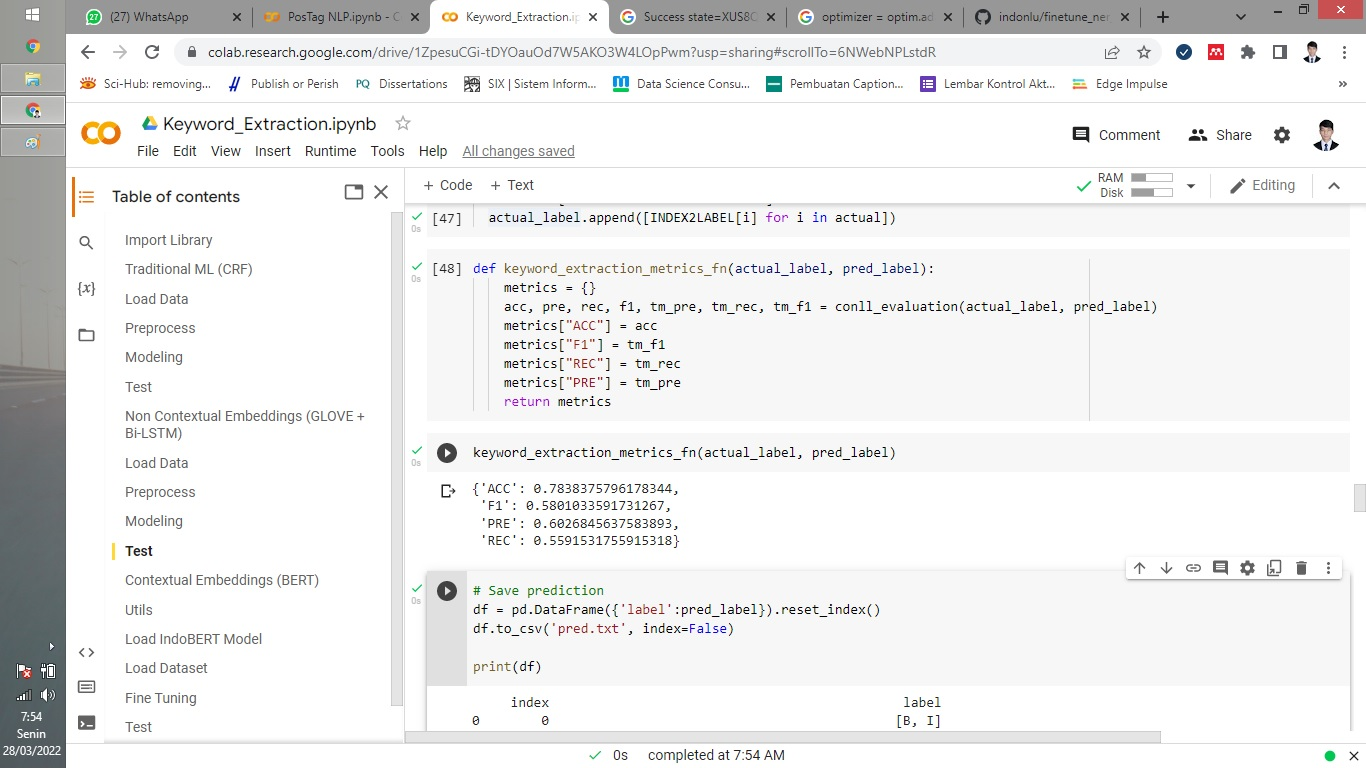 (27) WhatsApp
PosTag NLP.ipynb - C
Keyword_Extraction.ip
Success state=XUS8C
optimizer = optim.ad
indonlu/finetune_ner
colab.research.google.com/drive/1ZpesuCGi-tDYOauOd7W5AKO3W4LOpPwm?usp=sharing#scrollTo=6NWebNPLstdR
Sci-Hub: removing...
Publish or Perish
PQ Dissertations
SIX | Sistem Inform...
Data Science Consu...
Pembuatan Caption...
Lembar Kontrol Akt...
Edge Impulse
»
Keyword_Extraction.ipynb
File Edit View Insert Runtime Tools Help All changes saved
Comment
Share
Table of contents
Import Library
Traditional ML (CRF)
Load Data
Preprocess
Modeling
Test
Non Contextual Embeddings (GLOVE +
Bi-LSTM)
Load Data
Preprocess
Modeling
Test
Contextual Embeddings (BERT)
Utils
Load IndoBERT Model
Load Dataset
Fine Tuning
Test
+ Code + Text
RAM
Disk
Editing
[47] actual_label.append([INDEX2LABEL[i] for i in actual])
0s
[48] def keyword_extraction_metrics_fn(actual_label, pred_label):
0s
metrics = {}
acc, pre, rec, f1, tm_pre, tm_rec, tm_f1 = conll_evaluation(actual_label, pred_label)
metrics["ACC"] = acc
metrics["F1"] = tm_f1
metrics["REC"] = tm_rec
metrics["PRE"] = tm_pre
return metrics
keyword_extraction_metrics_fn(actual_label, pred_label)
0s
{'ACC': 0.7838375796178344,
'F1': 0.5801033591731267,
'PRE': 0.6026845637583893,
'REC': 0.5591531755915318}
# Save prediction
0s
df = pd.DataFrame({'label':pred_label}).reset_index()
df.to_csv('pred.txt', index=False)
print(df)
index label
0 0 [B, I]
0s completed at 7:54 AM
7:54
Senin
28/03/2022